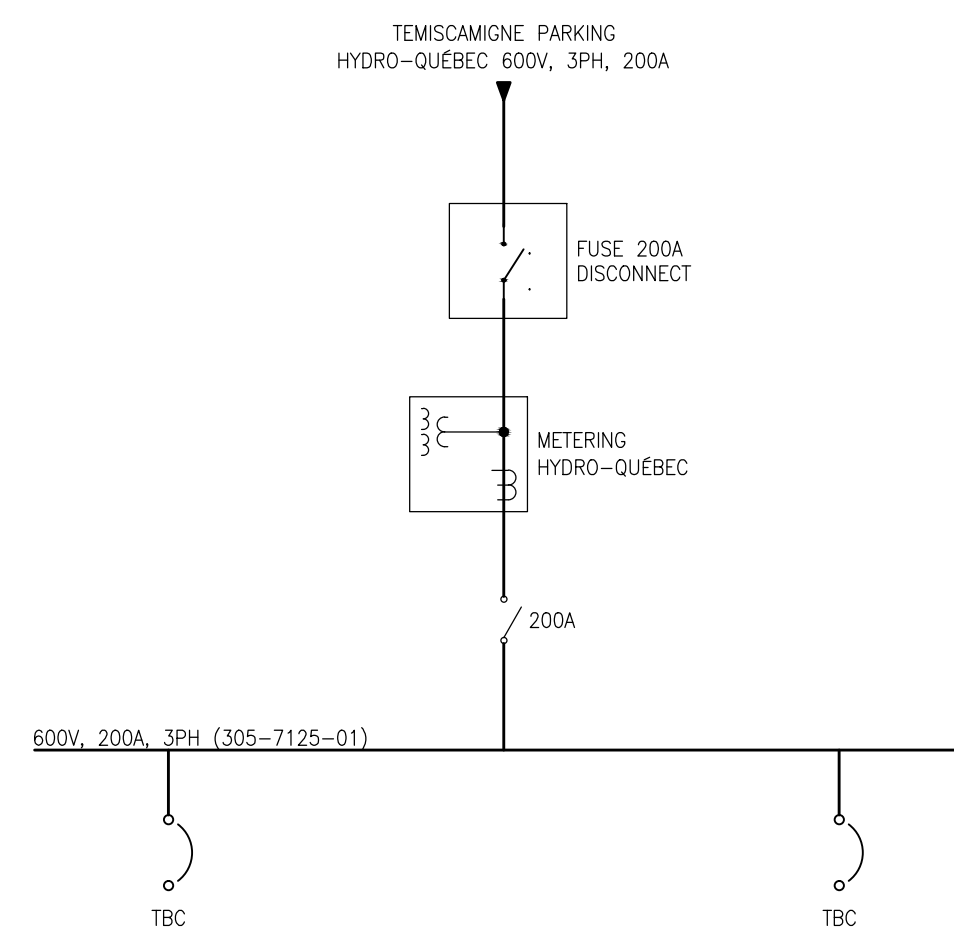 TEMISCAMIGNE PARKING
HYDRO-QUÉBEC 600V, 3PH, 200A
FUSE 200A
DISCONNECT
METERING
HYDRO-QUÉBEC
200A
600V, 200A, 3PH (305-7125-01)
TBC
TBC